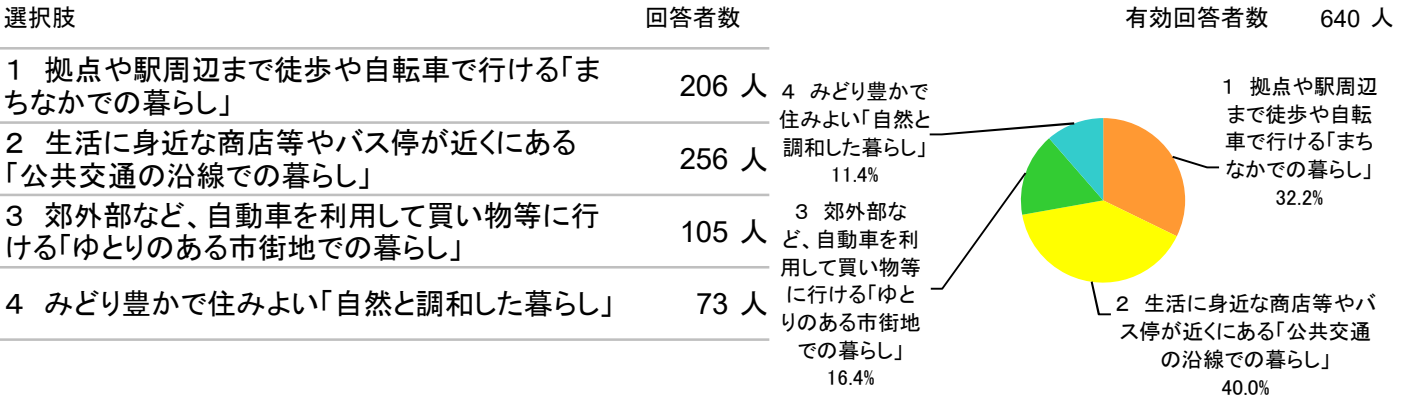 選択肢 回答者数
1 拠点や駅周辺まで徒歩や自転車で行ける「ま
ちなかでの暮らし」
206 人
2 生活に身近な商店等やバス停が近くにある
「公共交通の沿線での暮らし」
256 人
3 郊外部など、自動車を利用して買い物等に行
ける「ゆとりのある市街地での暮らし」
105 人
4 みどり豊かで住みよい「自然と調和した暮らし」 73 人
有効回答者数 640 人
1 拠点や駅周辺
まで徒歩や自転
車で行ける「まち
なかでの暮らし」
32.2%
2 生活に身近な商店等やバ
ス停が近くにある「公共交通
の沿線での暮らし」
40.0%
3 郊外部な
ど、自動車を利
用して買い物等
に行ける「ゆと
りのある市街地
での暮らし」
16.4%
4 みどり豊かで
住みよい「自然と
調和した暮らし」
11.4%